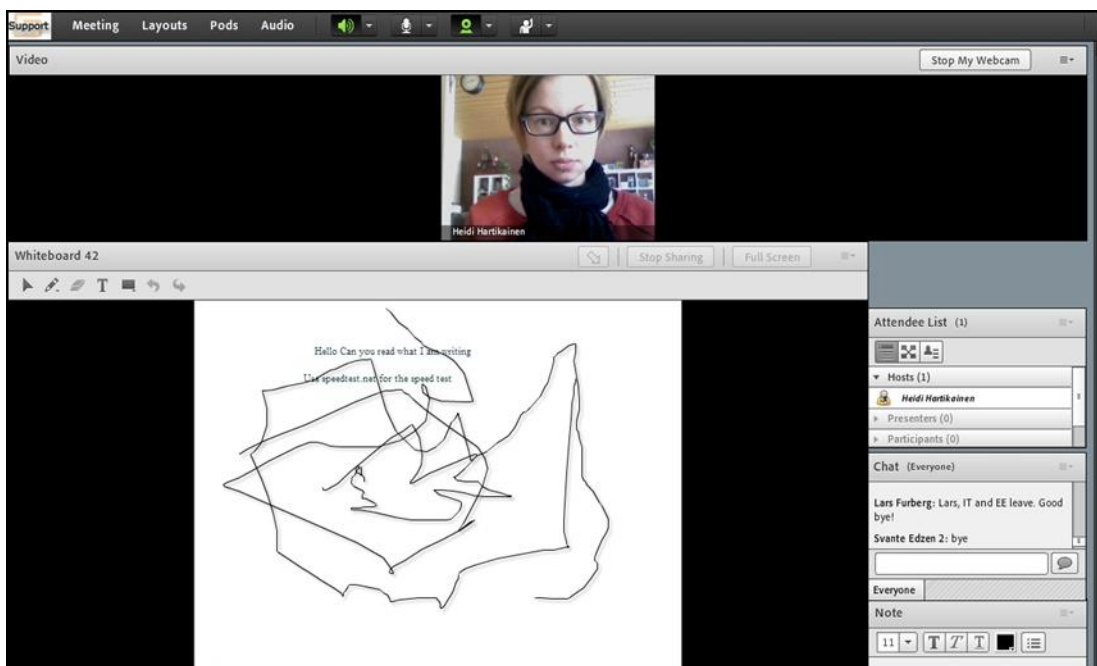 Support Meeting Layouts Pods Audio
Video
Stop My Webcam
Heidi Hartikainen
Whiteboard 42
Stop Sharing
Full Screen
T
Hello Can you read what I am writing
Use speedtest.net for the speed test
Attendee List (1)
Hosts (1)
Heidi Hartikainen
Presenters (0)
Participants (0)
Chat (Everyone)
Lars Furberg: Lars, IT and EE leave. Good
bye!
Svante Edzen 2: bye
Everyone
Note
11 T T T